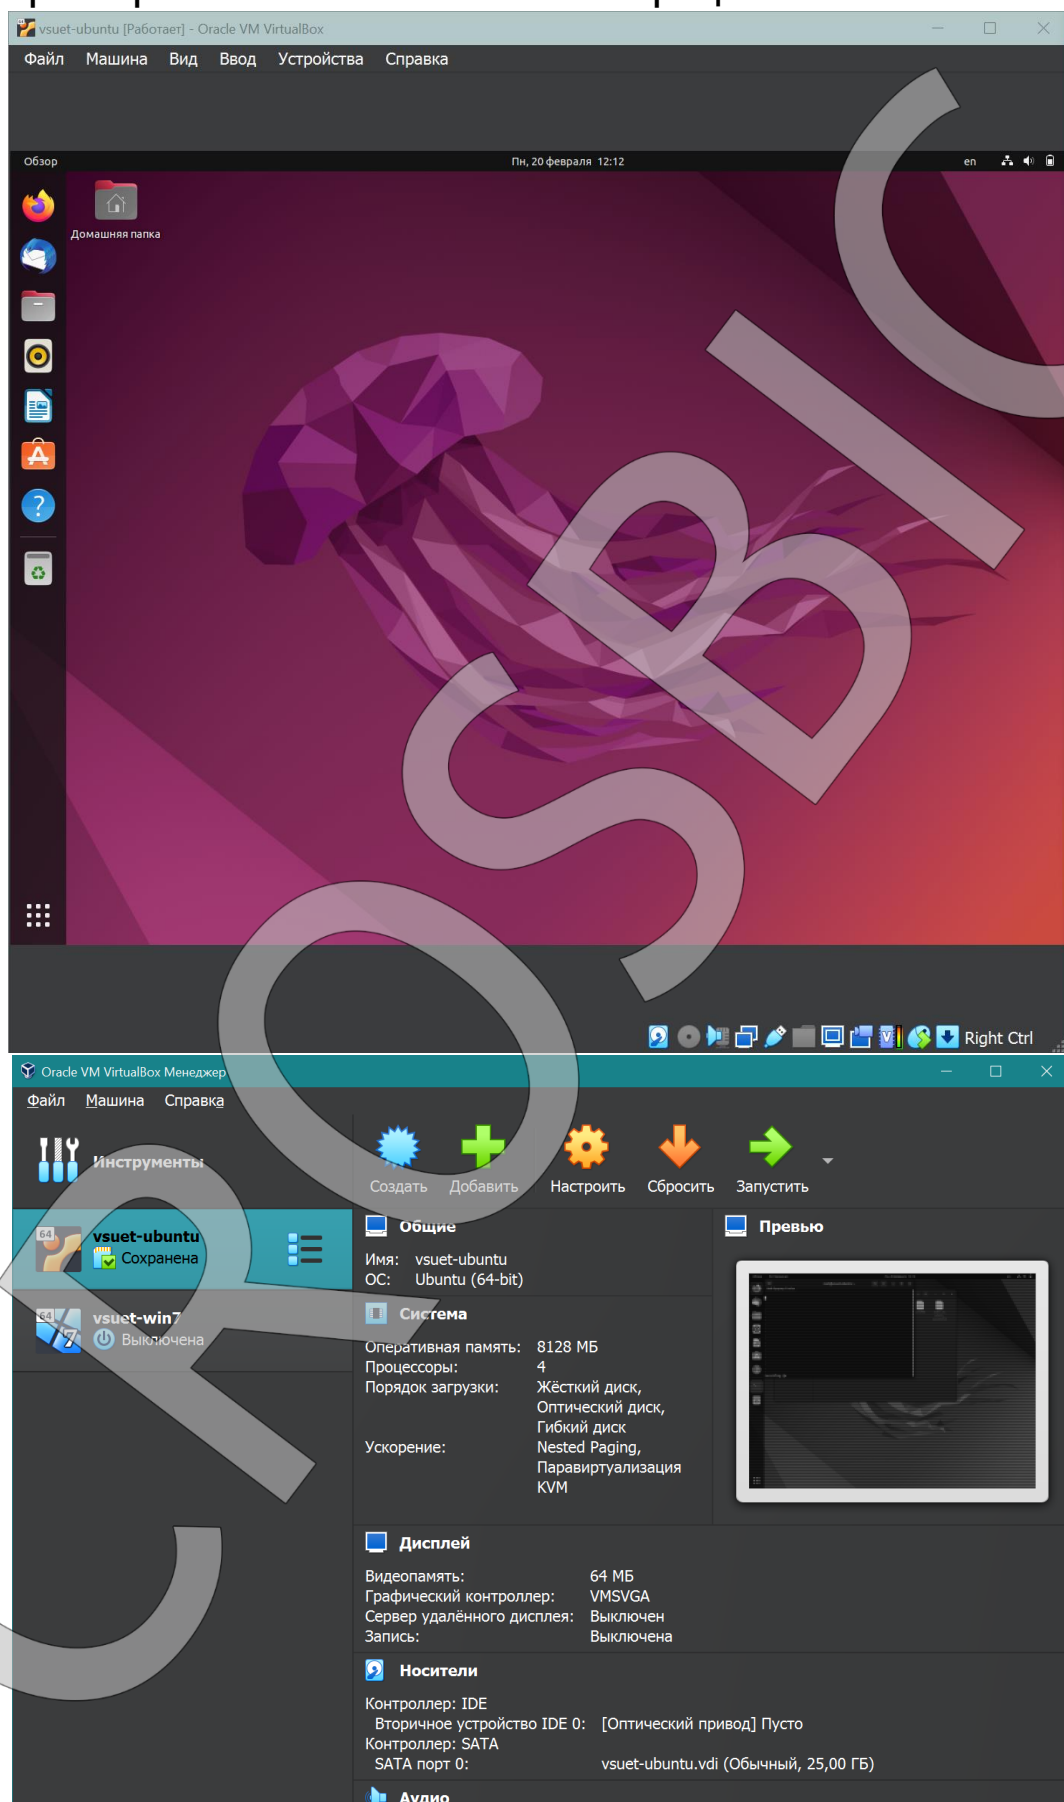 vsuet-ubuntu [Работает] - Oracle VM VirtualBox
Файл Машина Вид Ввод Устройства Справка
Обзор Пн, 20 февраля 12:12 en
Домашняя папка
Right Ctrl
Oracle VM VirtualBox Менеджер
Файл Машина Справка
Инструменты
Создать Добавить Настроить Сбросить Запустить
64 vsuet-ubuntu
Сохранена
64 vsuet-win7
Выключена
Общие
Имя: vsuet-ubuntu
ОС: Ubuntu (64-bit)
Превью
Система
Оперативная память: 8128 МБ
Процессоры: 4
Порядок загрузки: Жёсткий диск,
Оптический диск,
Гибкий диск
Ускорение: Nested Paging,
Паравиртуализация
KVM
Дисплей
Видеопамять: 64 МБ
Графический контроллер: VMSVGA
Сервер удалённого дисплея: Выключен
Запись: Выключена
Носители
Контроллер: IDE
Вторичное устройство IDE 0: [Оптический привод] Пусто
Контроллер: SATA
SATA порт 0: vsuet-ubuntu.vdi (Обычный, 25,00 ГБ)
Аудио
CROSBIC